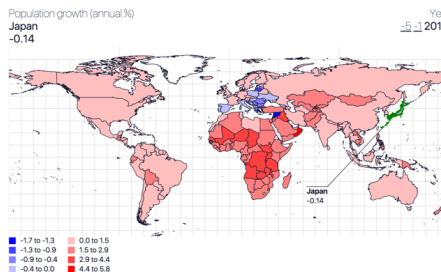 Population growth (annual %)
Japan
-0.14
Ye
-5 -1 201
Japan
-0.14
-1.7 to -1.3
-1.3 to -0.9
-0.9 to -0.4
-0.4 to 0.0
0.0 to 1.5
1.5 to 2.9
2.9 to 4.4
4.4 to 5.8